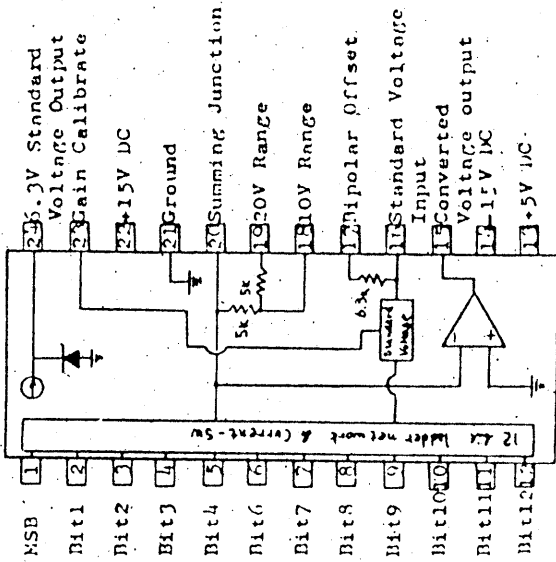 MSB 1
Bit1 2
Bit2 3
Bit3 4
Bit4 5
Bit6 6
Bit7 7
Bit8 8
Bit9 9
Bit10 10
Bit11 11
Bit12 12
12 bit ladder network & Current-SW
5k
5k
6.3k
Standard
Voltage
-
+
24 6.3V Standard
Voltage Output
23 Gain Calibrate
22 +15V DC
21 Ground
20 Summing Junction
19 20V Range
18 10V Range
17 Bipolar Offset
16 Standard Voltage
Input
15 Converted
Voltage output
14 -15V DC
13 +5V DC